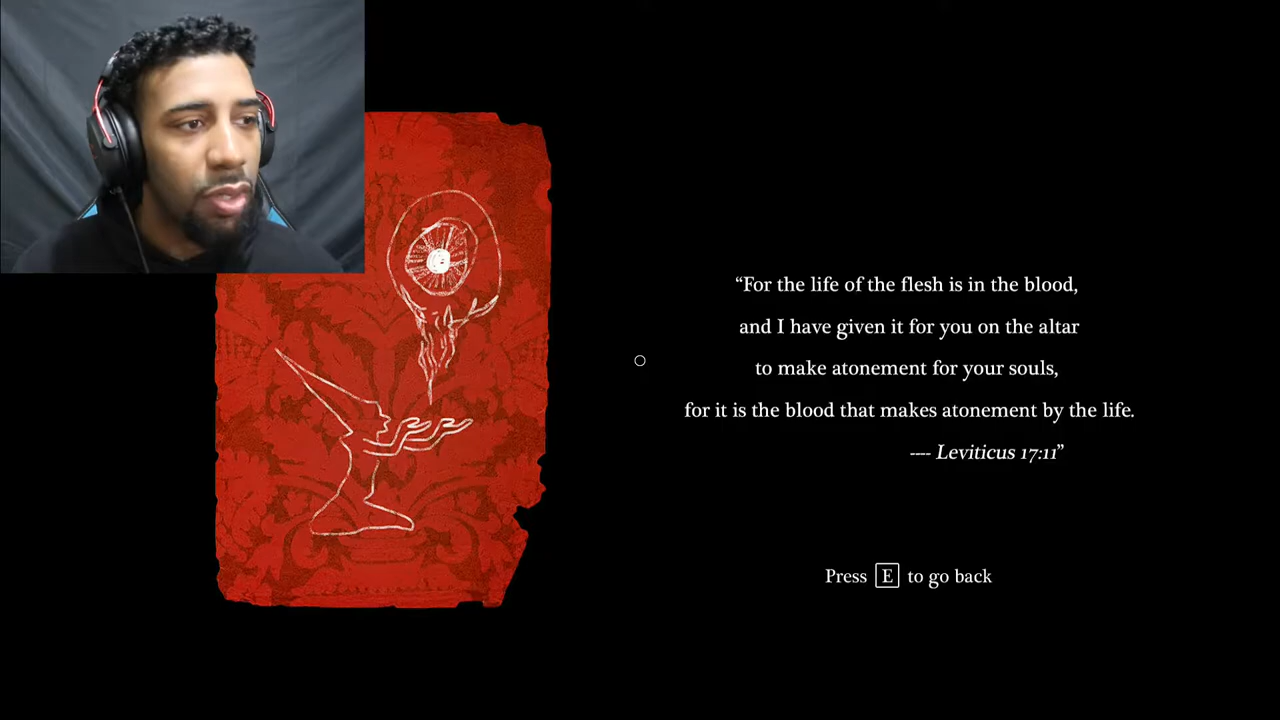 “For the life of the flesh is in the blood,
and I have given it for you on the altar
to make atonement for your souls,
for it is the blood that makes atonement by the life.
---- Leviticus 17:11”
Press E to go back